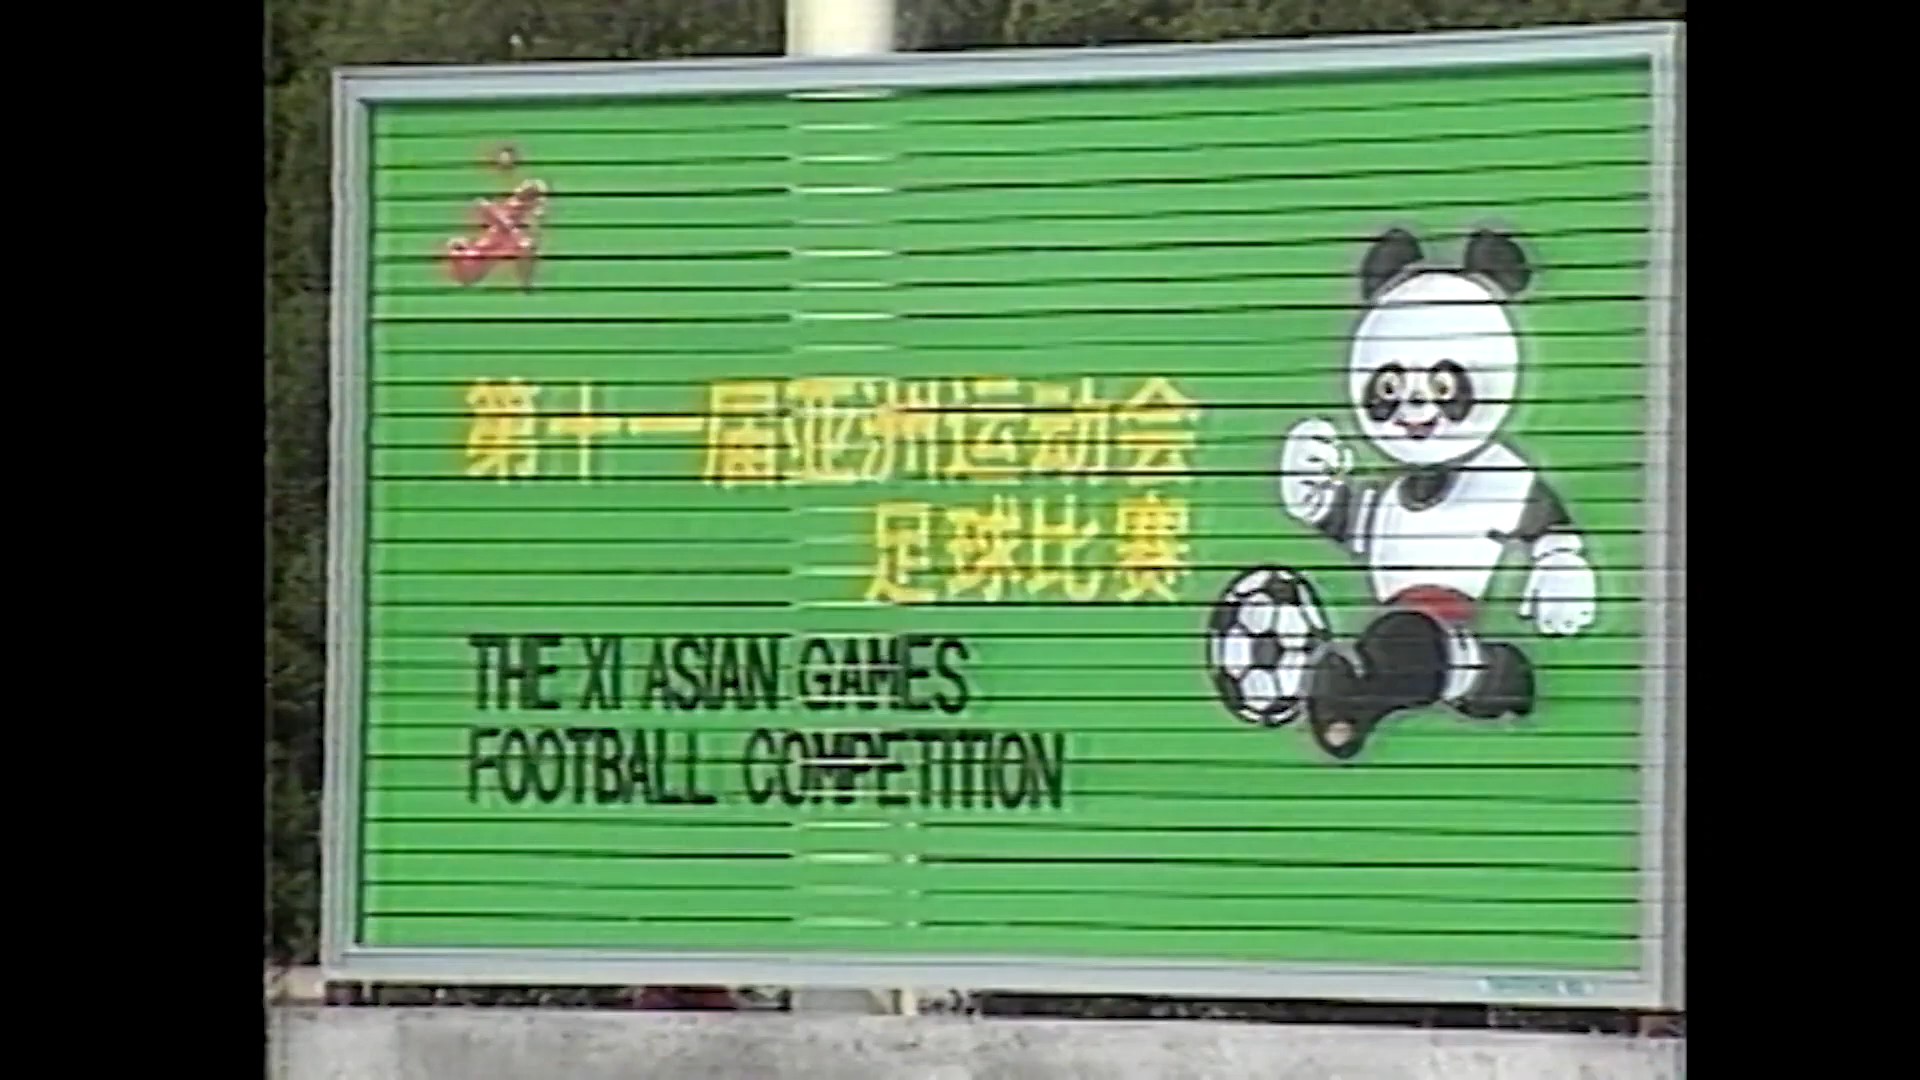 第十一届亚洲运动会
足球比赛
THE XI ASIAN GAMES
FOOTBALL COMPETITION